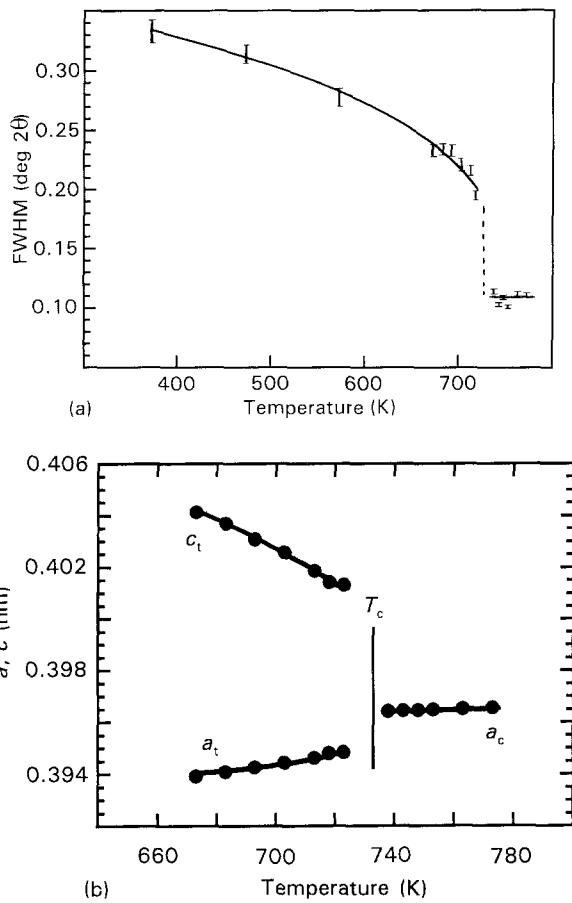 FWHM (deg 2θ)
0.30
0.25
0.20
0.15
0.10
400 500 600 700
(a) Temperature (K)
a, c (nm)
0.406
0.402
0.398
0.394
c_t
T_c
a_t
a_c
660 700 740 780
(b) Temperature (K)